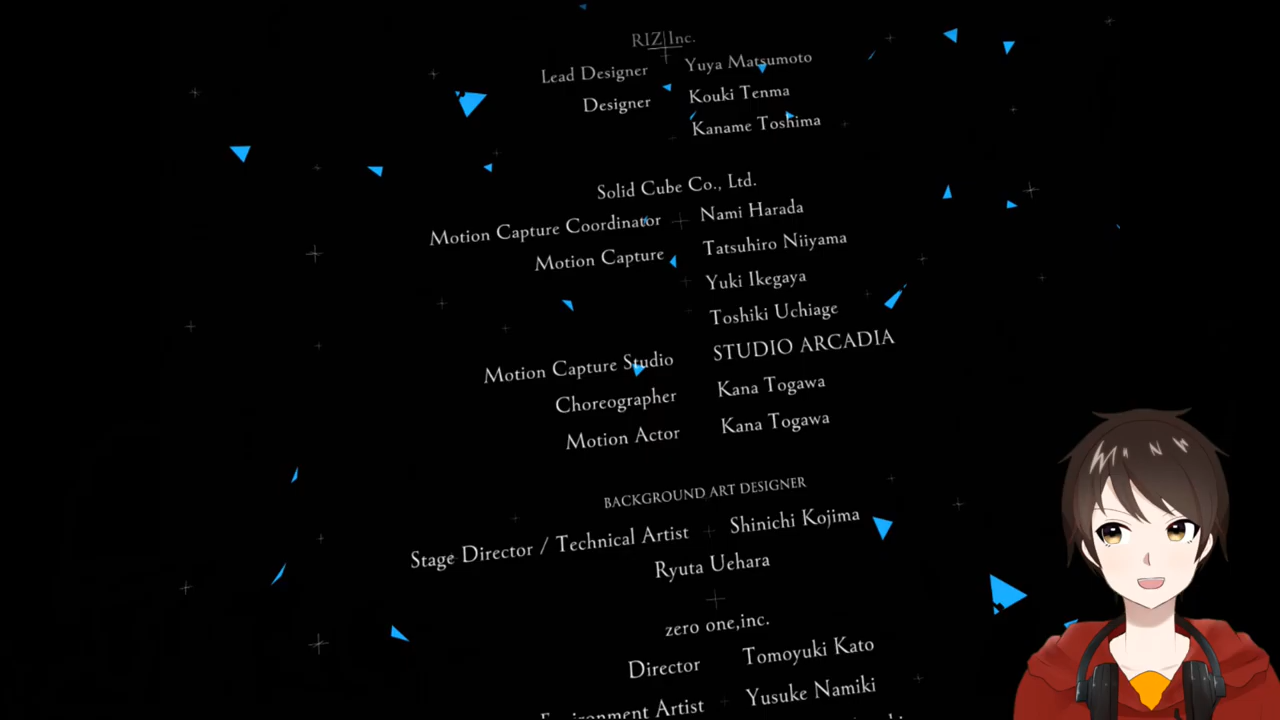 RIZ Inc.
Lead Designer Yuya Matsumoto
Designer Kouki Tenma
Kaname Toshima
Solid Cube Co., Ltd.
Motion Capture Coordinator Nami Harada
Motion Capture Tatsuhiro Niiyama
Yuki Ikegaya
Toshiki Uchiage
Motion Capture Studio STUDIO ARCADIA
Choreographer Kana Togawa
Motion Actor Kana Togawa
BACKGROUND ART DESIGNER
Stage Director / Technical Artist Shinichi Kojima
Ryuta Uehara
zero one,inc.
Director Tomoyuki Kato
Environment Artist Yusuke Namiki